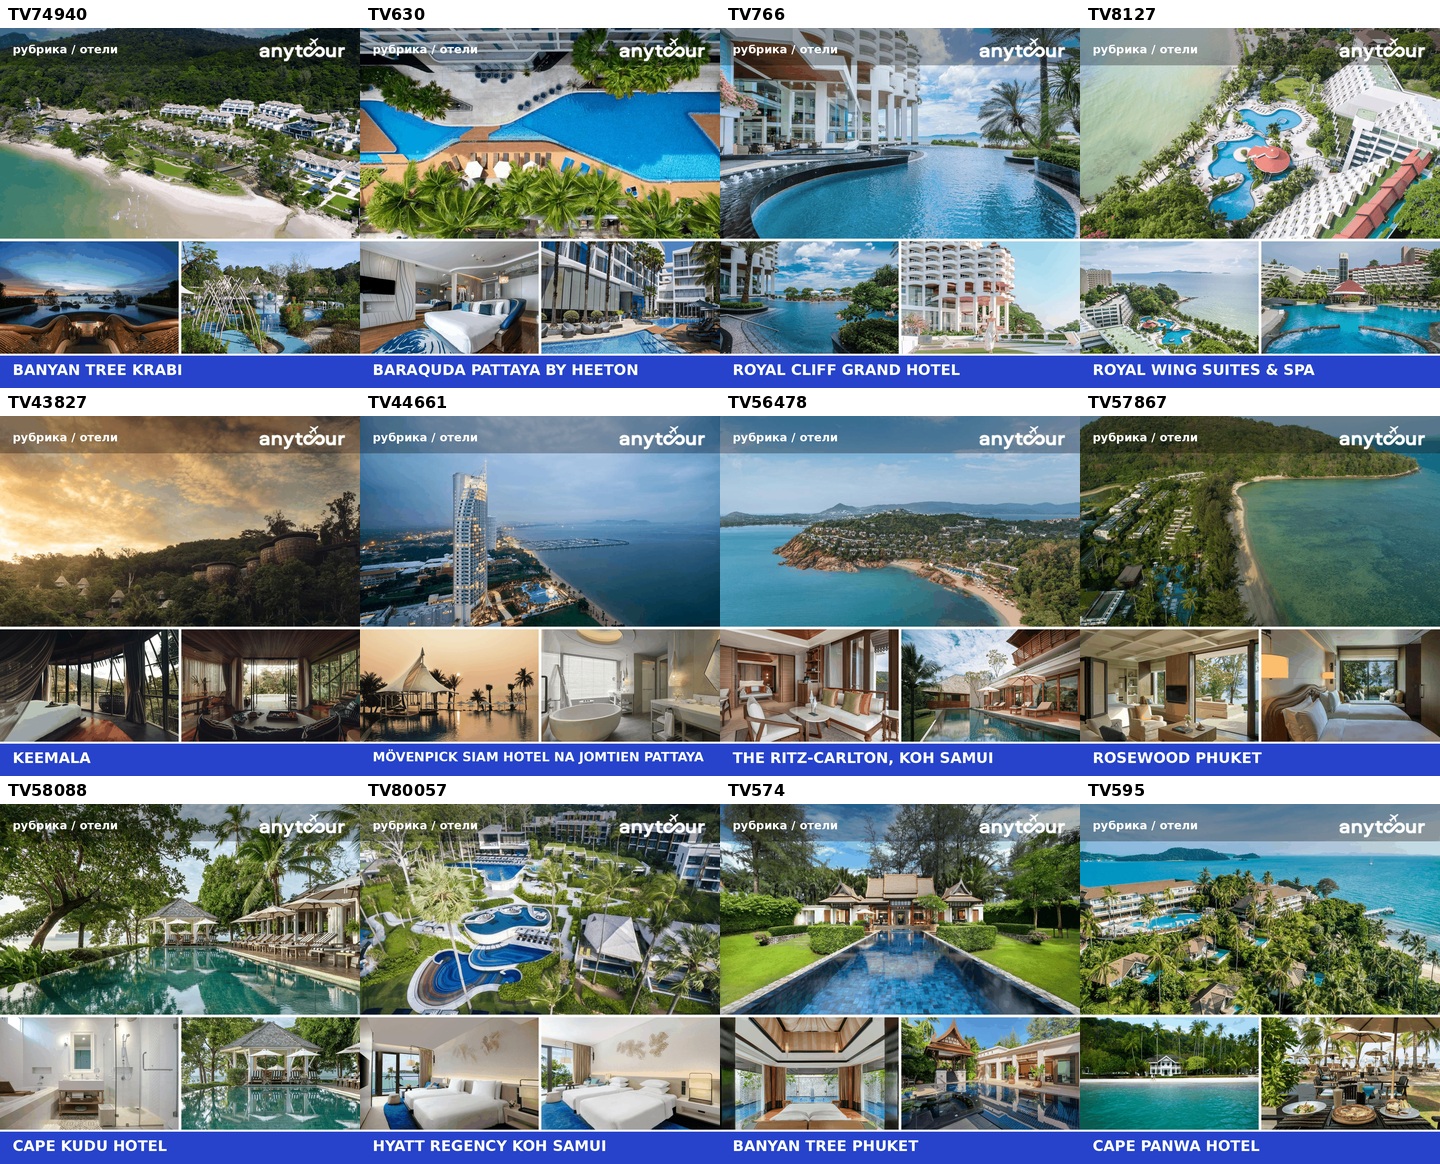 TV74940
TV630
TV766
TV8127
рубрика / отели
anytour
рубрика / отели
anytour
рубрика / отели
anytour
рубрика / отели
anytour
BANYAN TREE KRABI
BARAQUDA PATTAYA BY HEETON
ROYAL CLIFF GRAND HOTEL
ROYAL WING SUITES & SPA
TV43827
TV44661
TV56478
TV57867
рубрика / отели
anytour
рубрика / отели
anytour
рубрика / отели
anytour
рубрика / отели
anytour
KEEMALA
MÖVENPICK SIAM HOTEL NA JOMTIEN PATTAYA
THE RITZ-CARLTON, KOH SAMUI
ROSEWOOD PHUKET
TV58088
TV80057
TV574
TV595
рубрика / отели
anytour
рубрика / отели
anytour
рубрика / отели
anytour
рубрика / отели
anytour
CAPE KUDU HOTEL
HYATT REGENCY KOH SAMUI
BANYAN TREE PHUKET
CAPE PANWA HOTEL